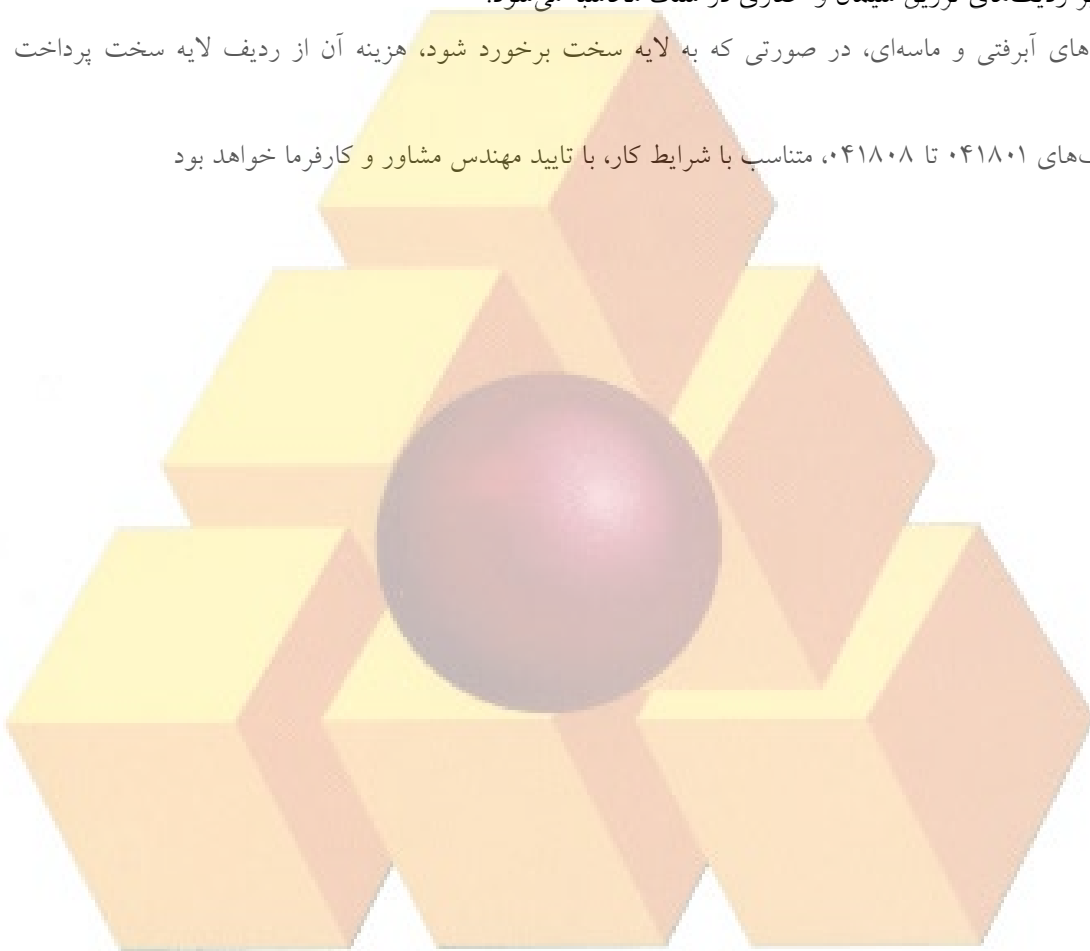 ردیف‌های تزریق سیمان و حفاری در سنگ محاسبه می‌شود.
های آبرفتی و ماسه‌ای، در صورتی که به لایه سخت برخورد شود، هزینه آن از ردیف لایه سخت پرداخت
های ۰۴۱۸۰۱ تا ۰۴۱۸۰۸، متناسب با شرایط کار، با تایید مهندس مشاور و کارفرما خواهد بود